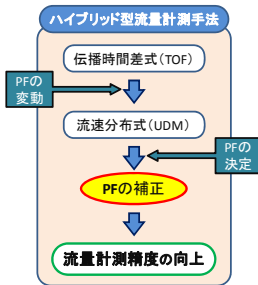 ハイブリッド型流量計測手法
伝播時間差式(TOF)
PFの
変動
流速分布式(UDM)
PFの
決定
PFの補正
流量計測精度の向上